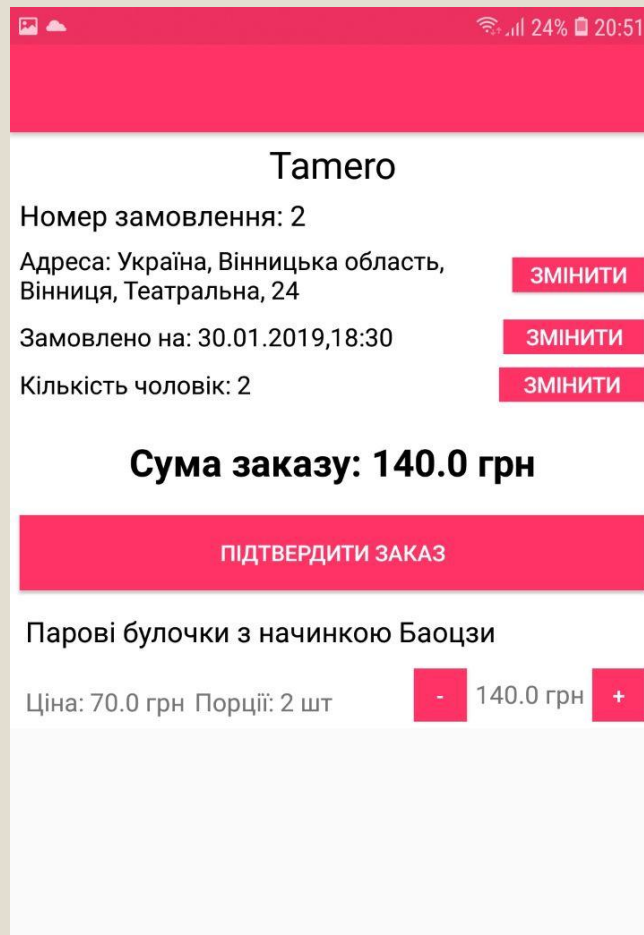 24% 20:51
Tamero
Номер замовлення: 2
Адреса: Україна, Вінницька область,
Вінниця, Театральна, 24
ЗМІНИТИ
Замовлено на: 30.01.2019,18:30
ЗМІНИТИ
Кількість чоловік: 2
ЗМІНИТИ
Сума заказу: 140.0 грн
ПІДТВЕРДИТИ ЗАКАЗ
Парові булочки з начинкою Баоцзи
Ціна: 70.0 грн Порції: 2 шт
- 140.0 грн +